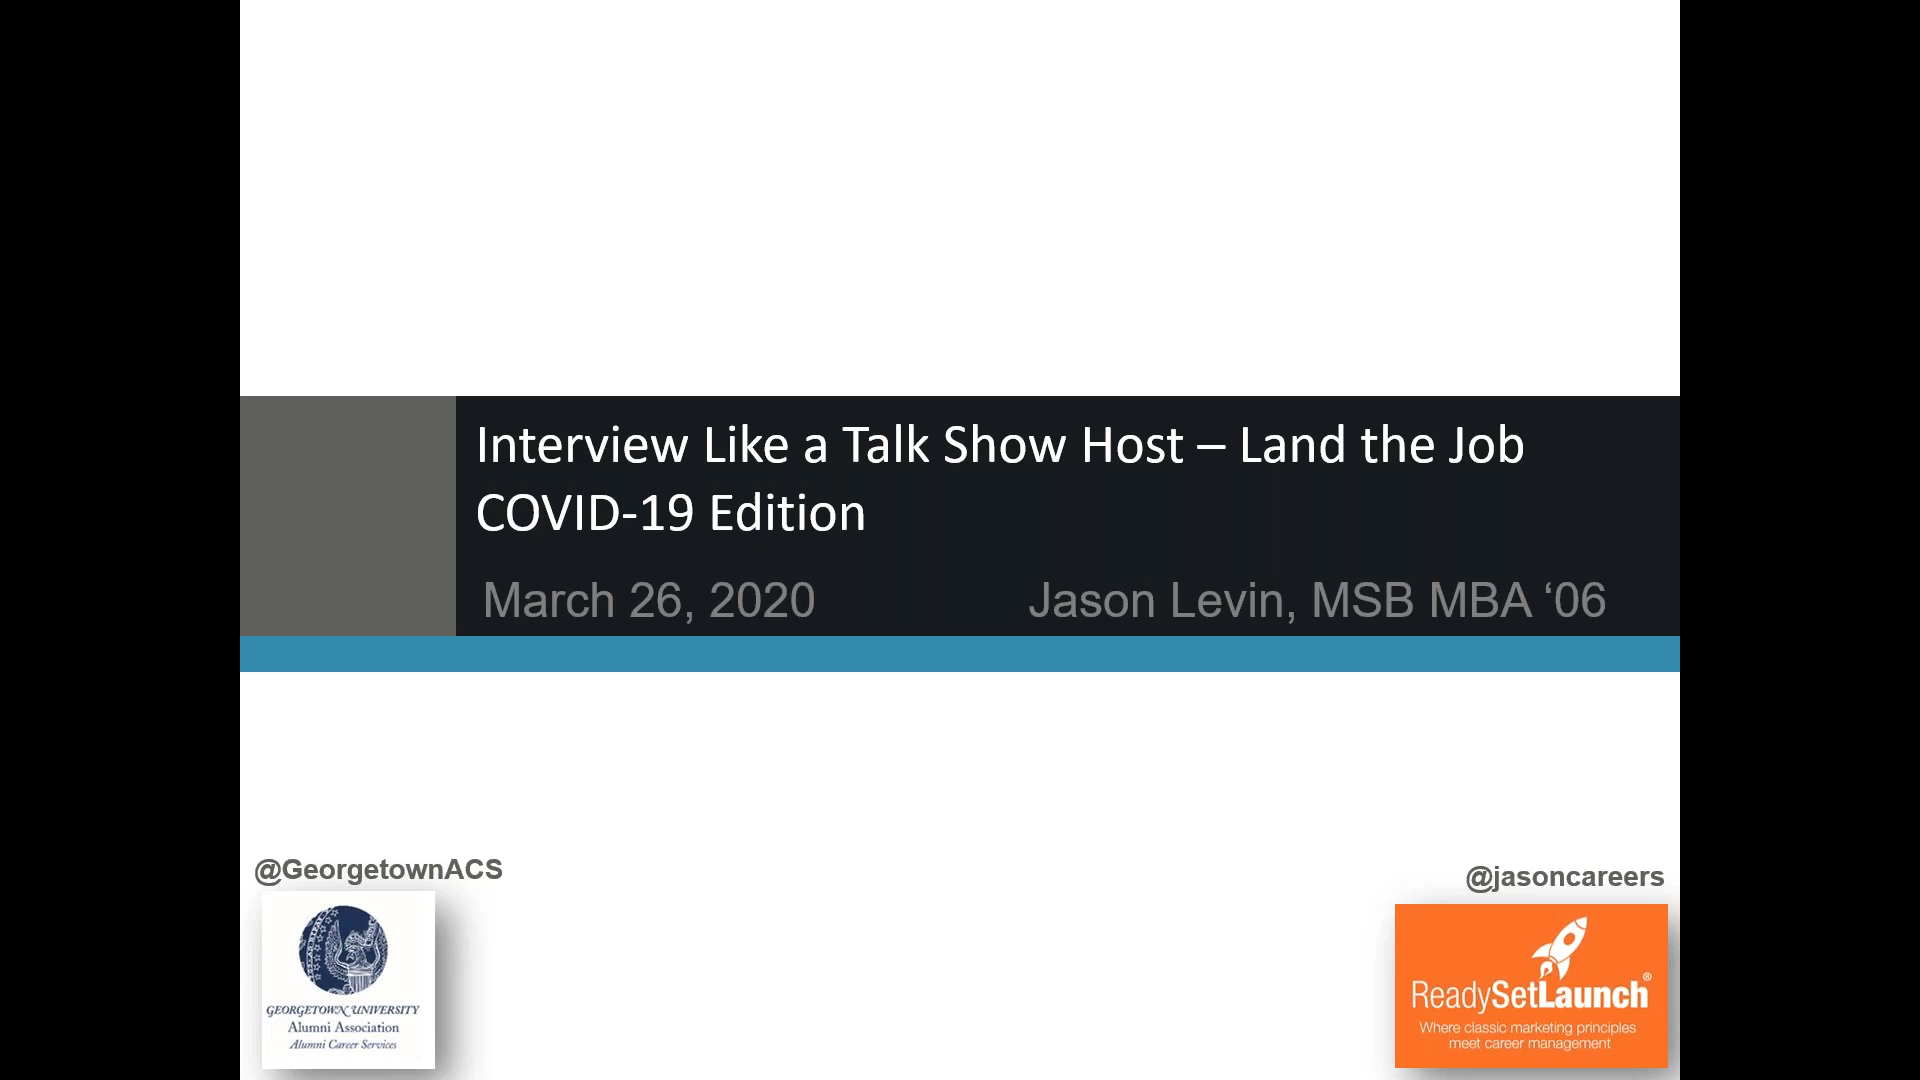 Interview Like a Talk Show Host – Land the Job
COVID-19 Edition
March 26, 2020
Jason Levin, MSB MBA ‘06
@GeorgetownACS
GEORGETOWN UNIVERSITY
Alumni Association
Alumni Career Services
@jasoncareers
ReadySetLaunch®
Where classic marketing principles
meet career management